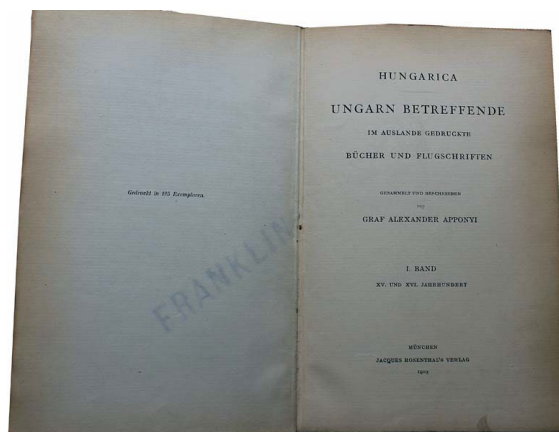 Gedruckt in 125 Exemplaren.
FRANKLIN
HUNGARICA
UNGARN BETREFFENDE
IM AUSLANDE GEDRUCKTE
BÜCHER UND FLUGSCHRIFTEN
GESAMMELT UND BESCHRIEBEN
VON
GRAF ALEXANDER APPONYI
I. BAND
XV. UND XVI. JAHRHUNDERT
MÜNCHEN
JACQUES ROSENTHAL'S VERLAG